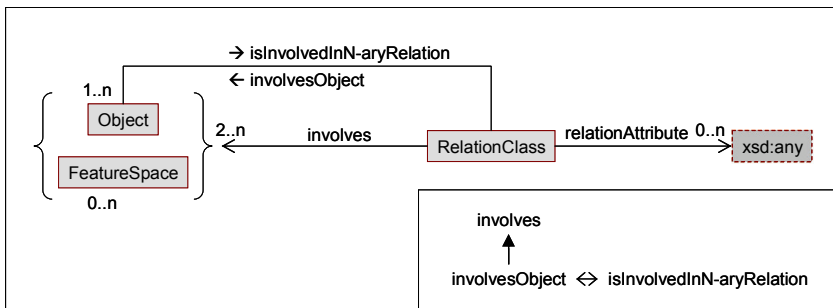 → isInvolvedInN-aryRelation
← involvesObject
1..n
Object
2..n
involves
RelationClass
relationAttribute
0..n
xsd:any
FeatureSpace
0..n
involves
involvesObject ↔ isInvolvedInN-aryRelation